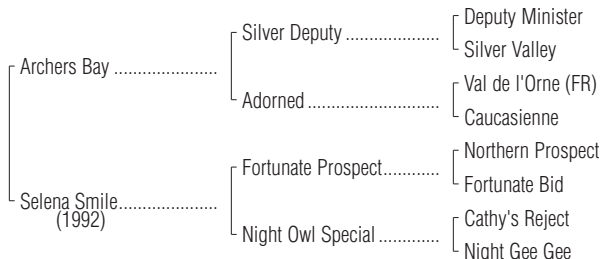 Deputy Minister
Silver Deputy ....................
Silver Valley
Archers Bay ......................
Val de l'Orne (FR)
Adorned ............................
Caucasienne
Northern Prospect
Fortunate Prospect............
Fortunate Bid
Selena Smile.....................
(1992)
Cathy's Reject
Night Owl Special .............
Night Gee Gee